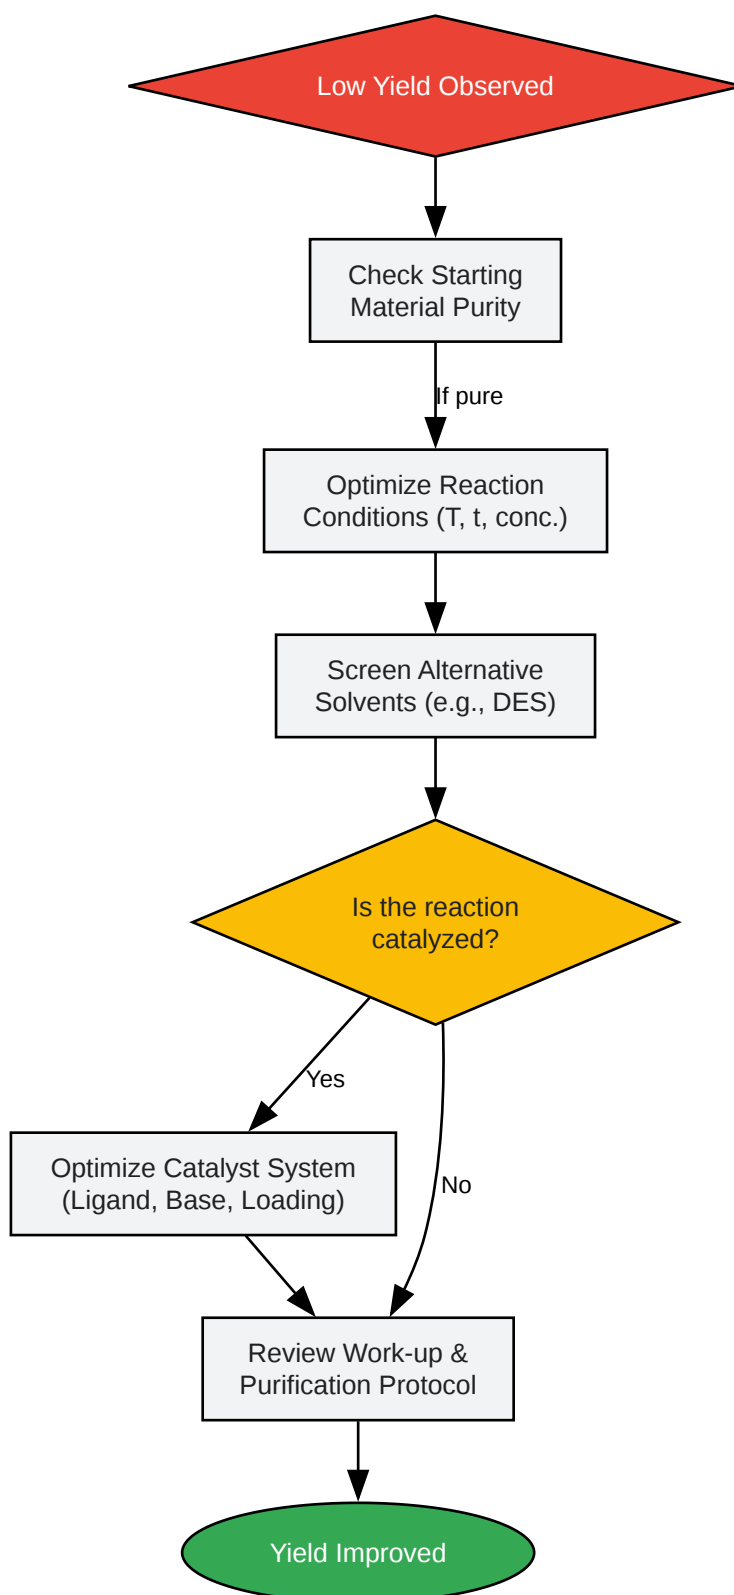 Low Yield Observed
Check Starting
Material Purity
If pure
Optimize Reaction
Conditions (T, t, conc.)
Screen Alternative
Solvents (e.g., DES)
Is the reaction
catalyzed?
Yes
Optimize Catalyst System
(Ligand, Base, Loading)
No
Review Work-up &
Purification Protocol
Yield Improved